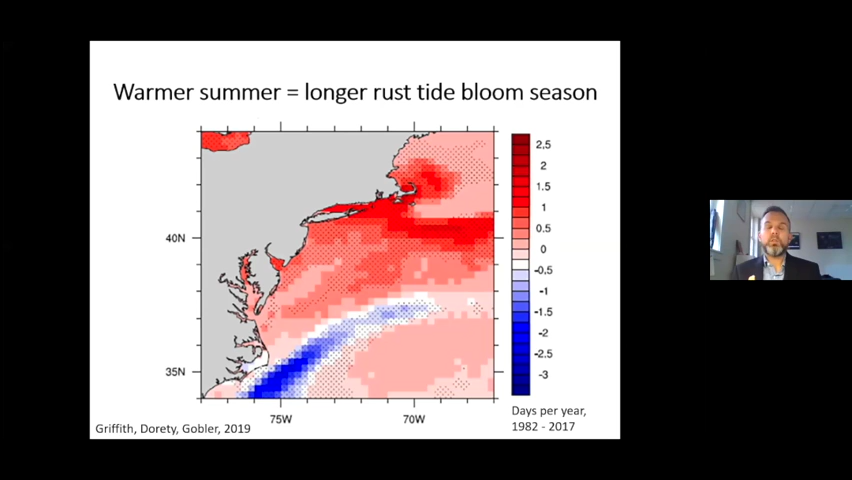 Warmer summer = longer rust tide bloom season
2.5
2
1.5
1
0.5
0
-0.5
-1
-1.5
-2
-2.5
-3
40N
35N
75W
70W
Days per year,
1982 - 2017
Griffith, Dorety, Gobler, 2019